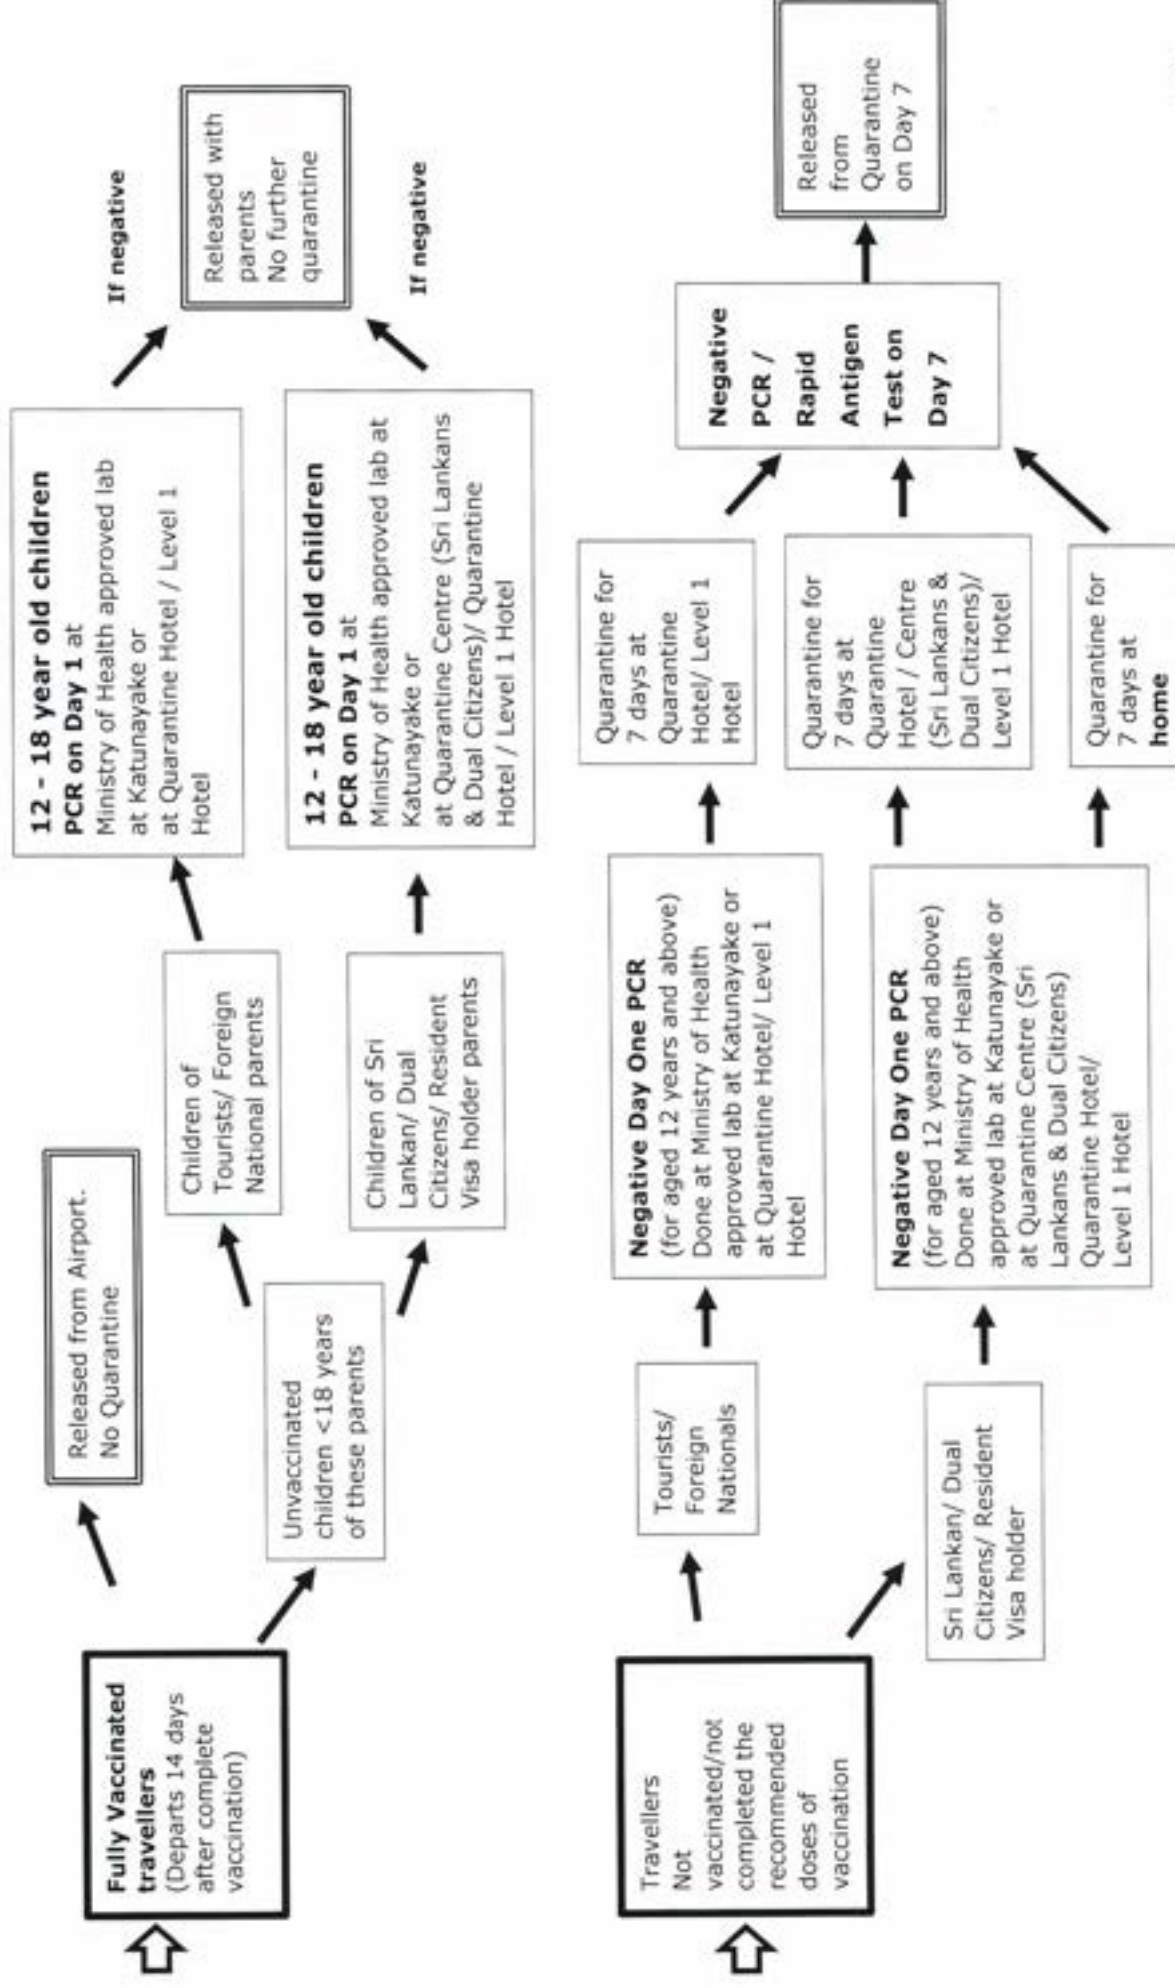 Fully Vaccinated
travellers
(Departs 14 days
after complete
vaccination)
Released from Airport.
No Quarantine
Unvaccinated
children <18 years
of these parents
Children of
Tourists/ Foreign
National parents
Children of Sri
Lankan/ Dual
Citizens/ Resident
Visa holder parents
12 - 18 year old children
PCR on Day 1 at
Ministry of Health approved lab
at Katunayake or
at Quarantine Hotel / Level 1
Hotel
12 - 18 year old children
PCR on Day 1 at
Ministry of Health approved lab at
Katunayake or
at Quarantine Centre (Sri Lankans
& Dual Citizens)/ Quarantine
Hotel / Level 1 Hotel
If negative
Released with
parents
No further
quarantine
If negative
Travellers
Not
vaccinated/not
completed the
recommended
doses of
vaccination
Tourists/
Foreign
Nationals
Sri Lankan/ Dual
Citizens/ Resident
Visa holder
Negative Day One PCR
(for aged 12 years and above)
Done at Ministry of Health
approved lab at Katunayake or
at Quarantine Hotel/ Level 1
Hotel
Negative Day One PCR
(for aged 12 years and above)
Done at Ministry of Health
approved lab at Katunayake or
at Quarantine Centre (Sri
Lankans & Dual Citizens)
Quarantine Hotel/
Level 1 Hotel
Quarantine for
7 days at
Quarantine
Hotel/ Level 1
Hotel
Quarantine for
7 days at
Quarantine
Hotel / Centre
(Sri Lankans &
Dual Citizens)/
Level 1 Hotel
Quarantine for
7 days at
home
Negative
PCR /
Rapid
Antigen
Test on
Day 7
Released
from
Quarantine
on Day 7